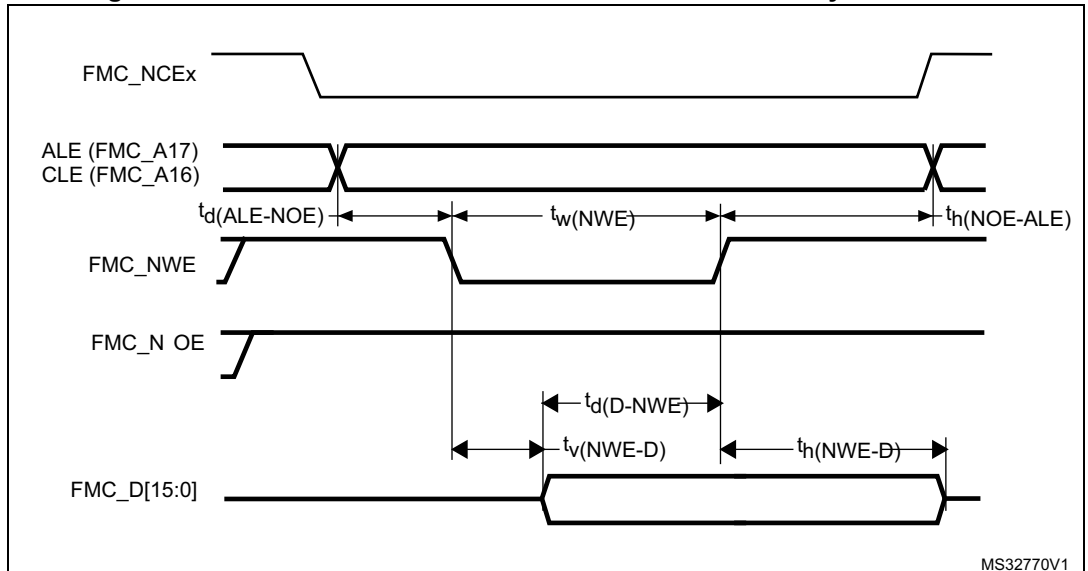 FMC_NCEx
ALE (FMC_A17)
CLE (FMC_A16)
td(ALE-NOE)
tw(NWE)
th(NOE-ALE)
FMC_NWE
FMC_N OE
td(D-NWE)
tv(NWE-D)
th(NWE-D)
FMC_D[15:0]
MS32770V1